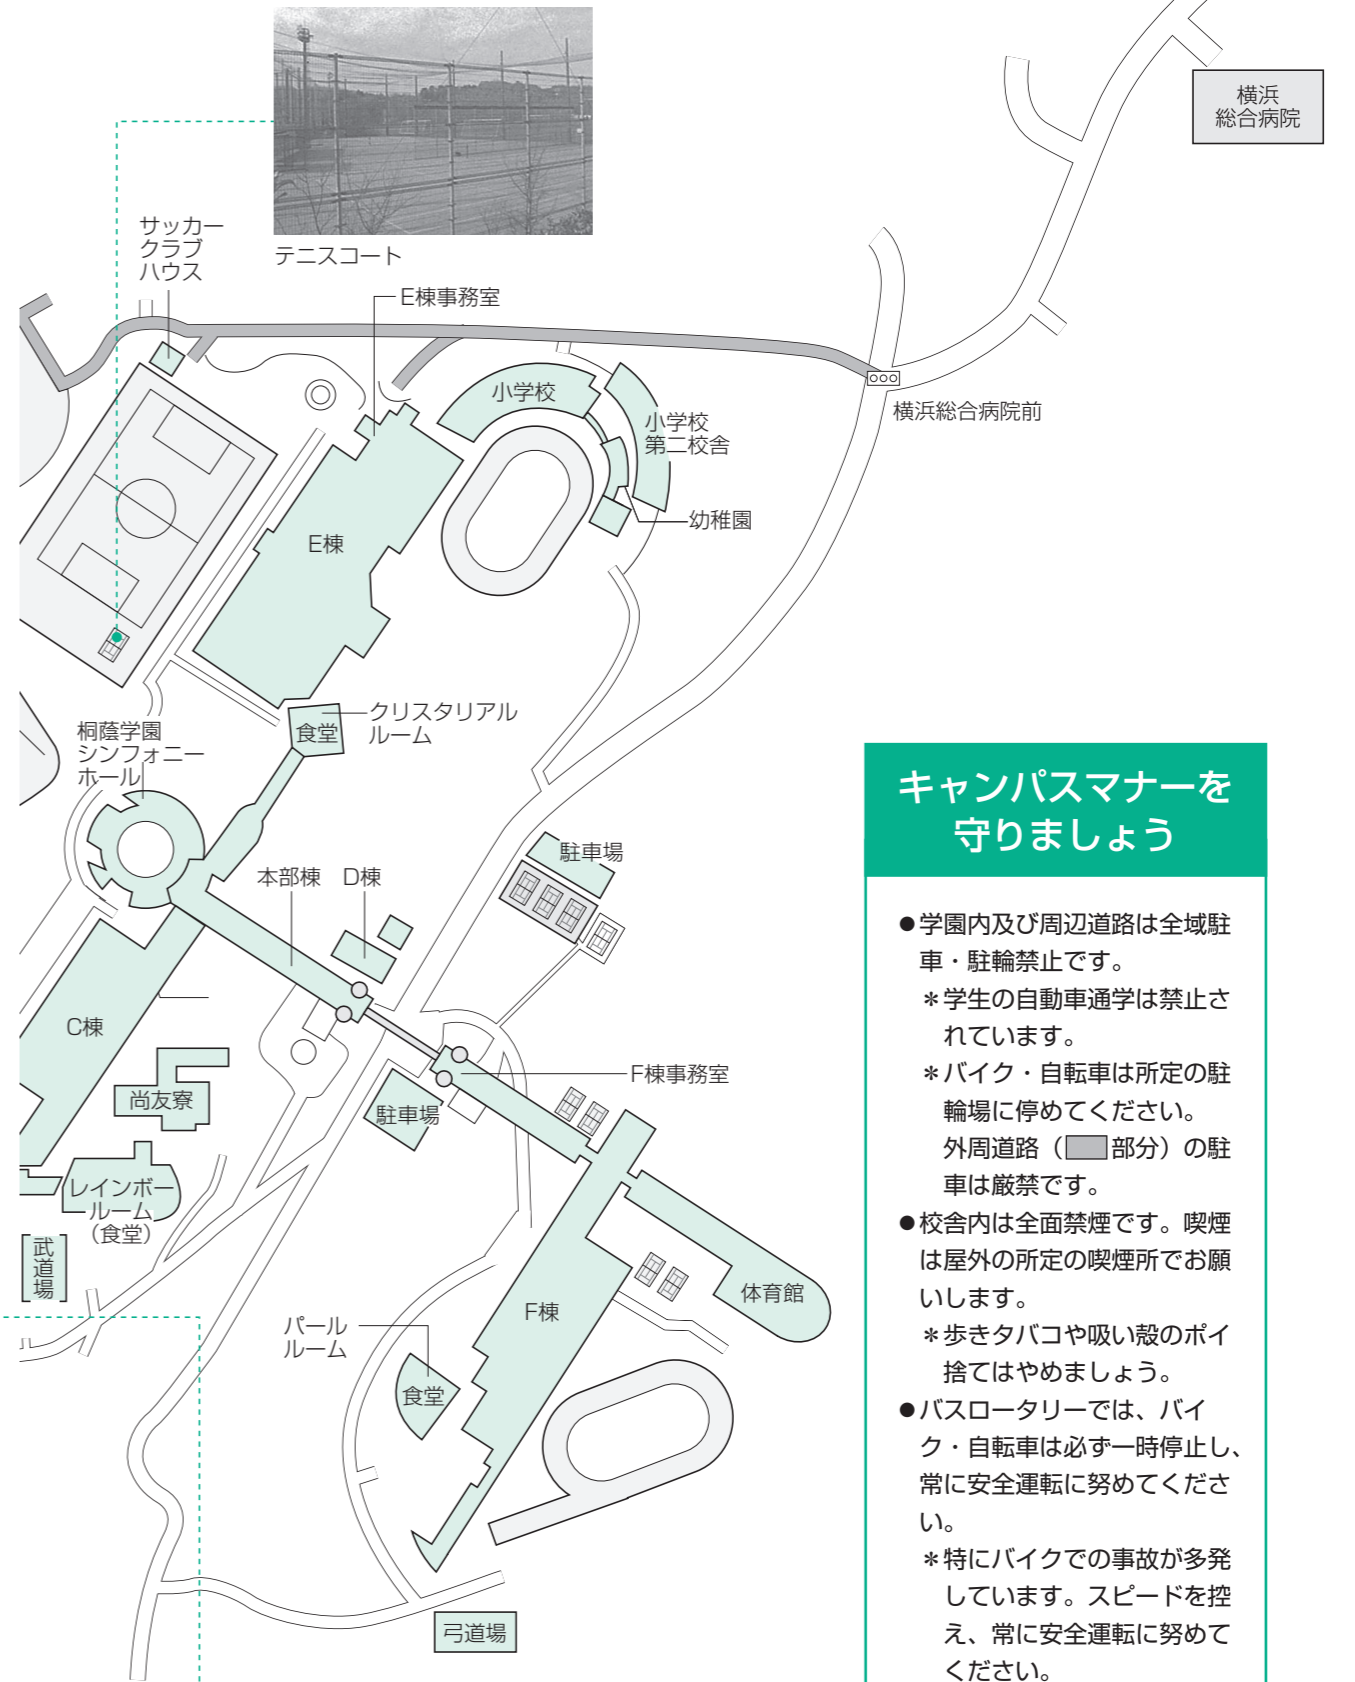 横浜
総合病院
サッカー
クラブ
ハウス
テニスコート
E棟事務室
小学校
小学校
第二校舎
横浜総合病院前
幼稚園
E棟
クリスタリアル
ルーム
食堂
桐蔭学園
シンフォニー
ホール
駐車場
本部棟
D棟
C棟
F棟事務室
尚友寮
駐車場
レインボー
ルーム
（食堂）
武道場
体育館
F棟
パール
ルーム
食堂
弓道場
キャンパスマナーを
守りましょう
●学園内及び周辺道路は全域駐
車・駐輪禁止です。
＊学生の自動車通学は禁止さ
れています。
＊バイク・自転車は所定の駐
輪場に停めてください。
外周道路（部分）の駐
車は厳禁です。
●校舎内は全面禁煙です。喫煙
は屋外の所定の喫煙所でお願
いします。
＊歩きタバコや吸い殻のポイ
捨てはやめましょう。
●バスロータリーでは、バイ
ク・自転車は必ず一時停止し、
常に安全運転に努めてくださ
い。
＊特にバイクでの事故が多発
しています。スピードを控
え、常に安全運転に努めて
ください。